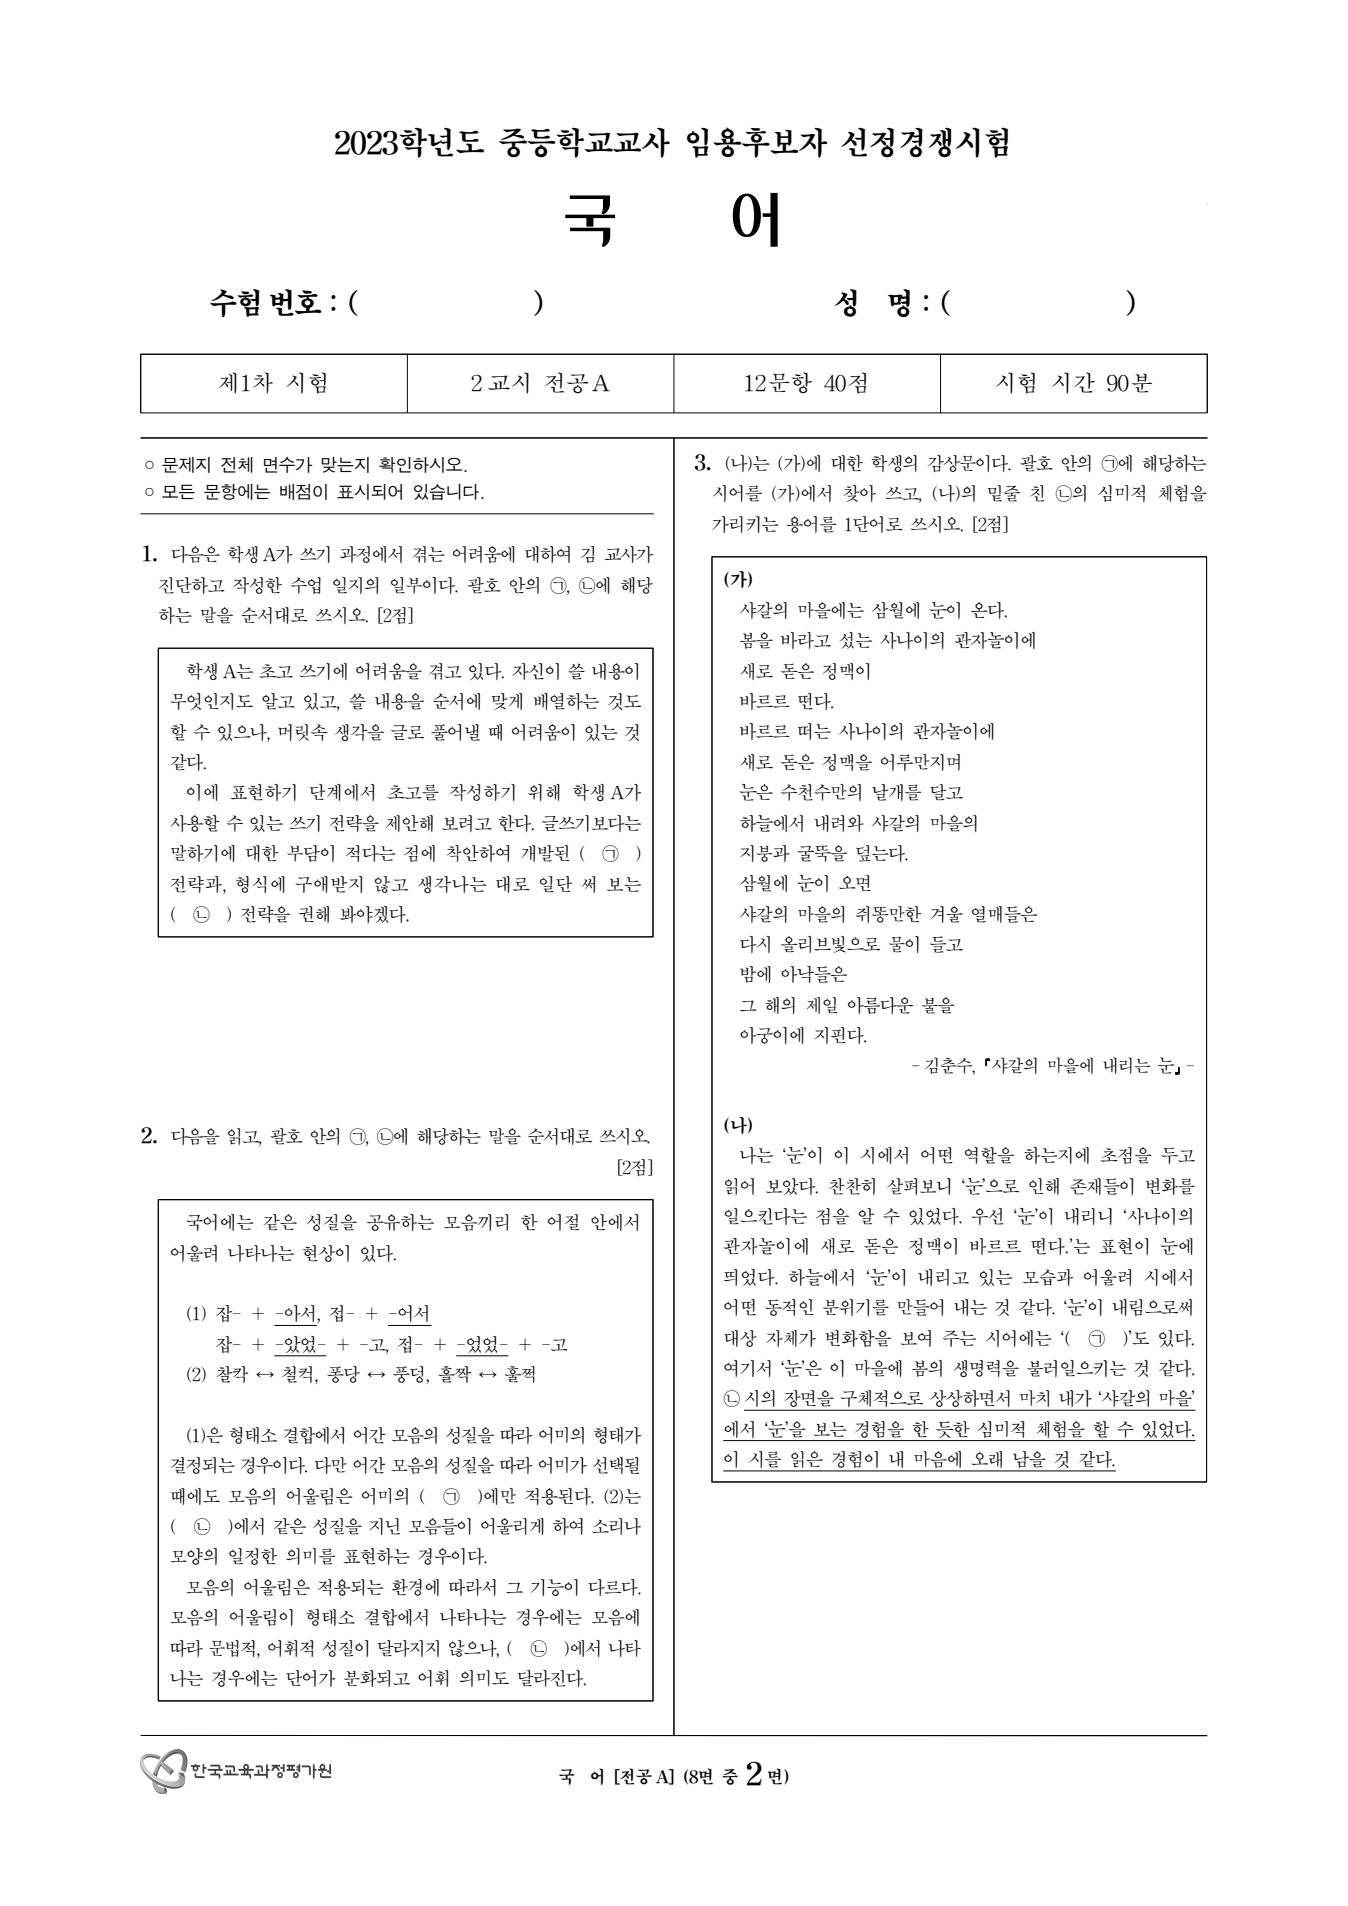 2023학년도 중등학교교사 임용후보자 선정경쟁시험
국 어
수험 번호 : ( )
성 명 : ( )
제1차 시험
2교시 전공A
12문항 40점
시험 시간 90분
○ 문제지 전체 면수가 맞는지 확인하시오.
○ 모든 문항에는 배점이 표시되어 있습니다.
1. 다음은 학생A가 쓰기 과정에서 겪는 어려움에 대하여 김 교사가
진단하고 작성한 수업 일지의 일부이다. 괄호 안의 ㉠, ㉡에 해당
하는 말을 순서대로 쓰시오. [2점]
학생A는 초고 쓰기에 어려움을 겪고 있다. 자신이 쓸 내용이
무엇인지도 알고 있고, 쓸 내용을 순서에 맞게 배열하는 것도
할 수 있으나, 머릿속 생각을 글로 풀어낼 때 어려움이 있는 것
같다.
이에 표현하기 단계에서 초고를 작성하기 위해 학생A가
사용할 수 있는 쓰기 전략을 제안해 보려고 한다. 글쓰기보다는
말하기에 대한 부담이 적다는 점에 착안하여 개발된 ( ㉠ )
전략과, 형식에 구애받지 않고 생각나는 대로 일단 써 보는
( ㉡ ) 전략을 권해 봐야겠다.
2. 다음을 읽고, 괄호 안의 ㉠, ㉡에 해당하는 말을 순서대로 쓰시오.
[2점]
국어에는 같은 성질을 공유하는 모음끼리 한 어절 안에서
어울려 나타나는 현상이 있다.
(1) 잡- + -아서, 접- + -어서
잡- + -았었- + -고, 접- + -었었- + -고
(2) 찰칵 ↔ 철컥, 퐁당 ↔ 풍덩, 홀짝 ↔ 훌쩍
(1)은 형태소 결합에서 어간 모음의 성질을 따라 어미의 형태가
결정되는 경우이다. 다만 어간 모음의 성질을 따라 어미가 선택될
때에도 모음의 어울림은 어미의 ( ㉠ )에만 적용된다. (2)는
( ㉡ )에서 같은 성질을 지닌 모음들이 어울리게 하여 소리나
모양의 일정한 의미를 표현하는 경우이다.
모음의 어울림은 적용되는 환경에 따라서 그 기능이 다르다.
모음의 어울림이 형태소 결합에서 나타나는 경우에는 모음에
따라 문법적, 어휘적 성질이 달라지지 않으나, ( ㉡ )에서 나타
나는 경우에는 단어가 분화되고 어휘 의미도 달라진다.
3. (나)는 (가)에 대한 학생의 감상문이다. 괄호 안의 ㉠에 해당하는
시어를 (가)에서 찾아 쓰고, (나)의 밑줄 친 ㉡의 심미적 체험을
가리키는 용어를 1단어로 쓰시오. [2점]
(가)
샤갈의 마을에는 삼월에 눈이 온다.
봄을 바라고 섰는 사나이의 관자놀이에
새로 돋은 정맥이
바르르 떤다.
바르르 떠는 사나이의 관자놀이에
새로 돋은 정맥을 어루만지며
눈은 수천수만의 날개를 달고
하늘에서 내려와 샤갈의 마을의
지붕과 굴뚝을 덮는다.
삼월에 눈이 오면
샤갈의 마을의 쥐똥만한 겨울 열매들은
다시 올리브빛으로 물이 들고
밤에 아낙들은
그 해의 제일 아름다운 불을
아궁이에 지핀다.
- 김춘수, 『샤갈의 마을에 내리는 눈』 -
(나)
나는 ‘눈’이 이 시에서 어떤 역할을 하는지에 초점을 두고
읽어 보았다. 찬찬히 살펴보니 ‘눈’으로 인해 존재들이 변화를
일으킨다는 점을 알 수 있었다. 우선 ‘눈’이 내리니 ‘사나이의
관자놀이에 새로 돋은 정맥이 바르르 떤다.’는 표현이 눈에
띄었다. 하늘에서 ‘눈’이 내리고 있는 모습과 어울려 시에서
어떤 동적인 분위기를 만들어 내는 것 같다. ‘눈’이 내림으로써
대상 자체가 변화함을 보여 주는 시어에는 ‘( ㉠ )’도 있다.
여기서 ‘눈’은 이 마을에 봄의 생명력을 불러일으키는 것 같다.
㉡시의 장면을 구체적으로 상상하면서 마치 내가 ‘샤갈의 마을’
에서 ‘눈’을 보는 경험을 한 듯한 심미적 체험을 할 수 있었다.
이 시를 읽은 경험이 내 마음에 오래 남을 것 같다.
한국교육과정평가원
국 어 [전공A] (8면 중 2면)